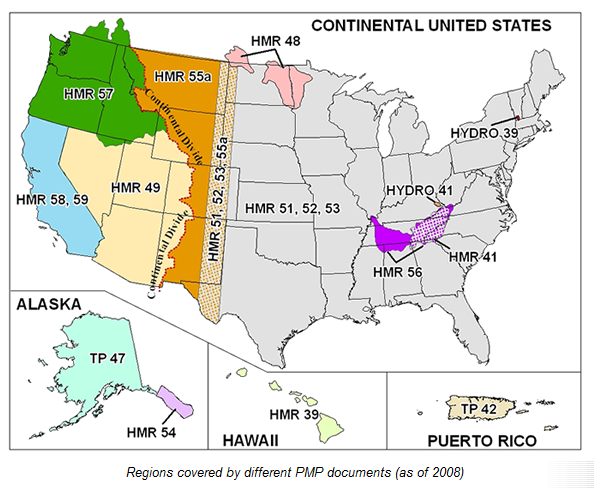 CONTINENTAL UNITED STATES
HMR 48
HMR 55a
HMR 57
Continental Divide
HYDRO 39
HMR 51, 52, 53, 55a
HMR 49
HYDRO 41
HMR 58, 59
HMR 51, 52, 53
Continental Divide
HMR 41
HMR 56
ALASKA
TP 47
HMR 54
HMR 39
HAWAII
TP 42
PUERTO RICO
Regions covered by different PMP documents (as of 2008)